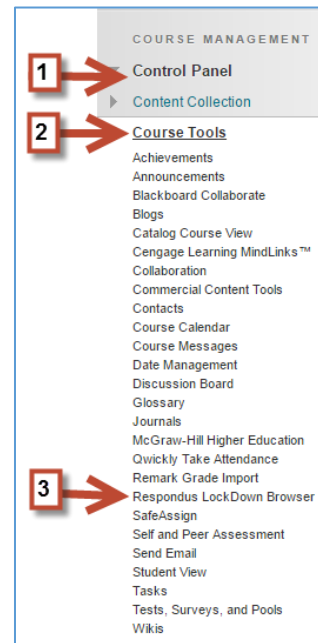 COURSE MANAGEMENT
1 Control Panel
Content Collection
2 Course Tools
Achievements
Announcements
Blackboard Collaborate
Blogs
Catalog Course View
Cengage Learning MindLinks™
Collaboration
Commercial Content Tools
Contacts
Course Calendar
Course Messages
Date Management
Discussion Board
Glossary
Journals
McGraw-Hill Higher Education
Qwickly Take Attendance
Remark Grade Import
3 Respondus LockDown Browser
SafeAssign
Self and Peer Assessment
Send Email
Student View
Tasks
Tests, Surveys, and Pools
Wikis